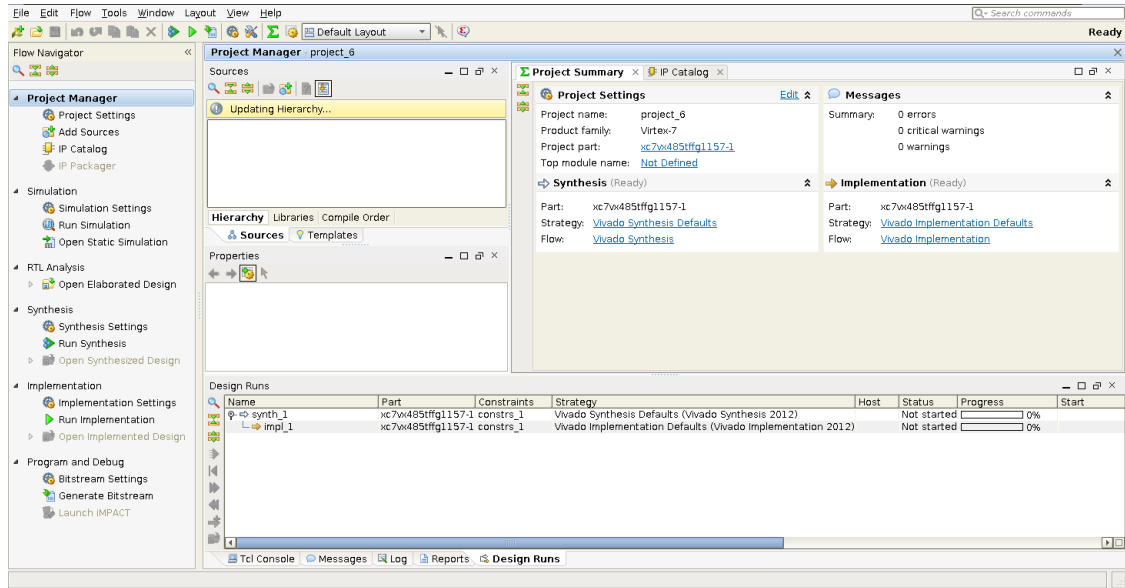 File Edit Flow Tools Window Layout View Help
Search commands
Default Layout
Ready
Flow Navigator
Project Manager
Project Settings
Add Sources
IP Catalog
IP Packager
Simulation
Simulation Settings
Run Simulation
Open Static Simulation
RTL Analysis
Open Elaborated Design
Synthesis
Synthesis Settings
Run Synthesis
Open Synthesized Design
Implementation
Implementation Settings
Run Implementation
Open Implemented Design
Program and Debug
Bitstream Settings
Generate Bitstream
Launch iMPACT
Project Manager - project_6
Sources
Updating Hierarchy...
Hierarchy Libraries Compile Order
Sources Templates
Properties
Project Summary IP Catalog
Project Settings Edit
Project name: project_6
Product family: Virtex-7
Project part: xc7vx485tffg1157-1
Top module name: Not Defined
Messages
Summary: 0 errors
0 critical warnings
0 warnings
Synthesis (Ready)
Part: xc7vx485tffg1157-1
Strategy: Vivado Synthesis Defaults
Flow: Vivado Synthesis
Implementation (Ready)
Part: xc7vx485tffg1157-1
Strategy: Vivado Implementation Defaults
Flow: Vivado Implementation
Design Runs
Name Part Constraints Strategy Host Status Progress Start
synth_1 xc7vx485tffg1157-1 constrs_1 Vivado Synthesis Defaults (Vivado Synthesis 2012) Not started 0%
impl_1 xc7vx485tffg1157-1 constrs_1 Vivado Implementation Defaults (Vivado Implementation 2012) Not started 0%
Tcl Console Messages Log Reports Design Runs